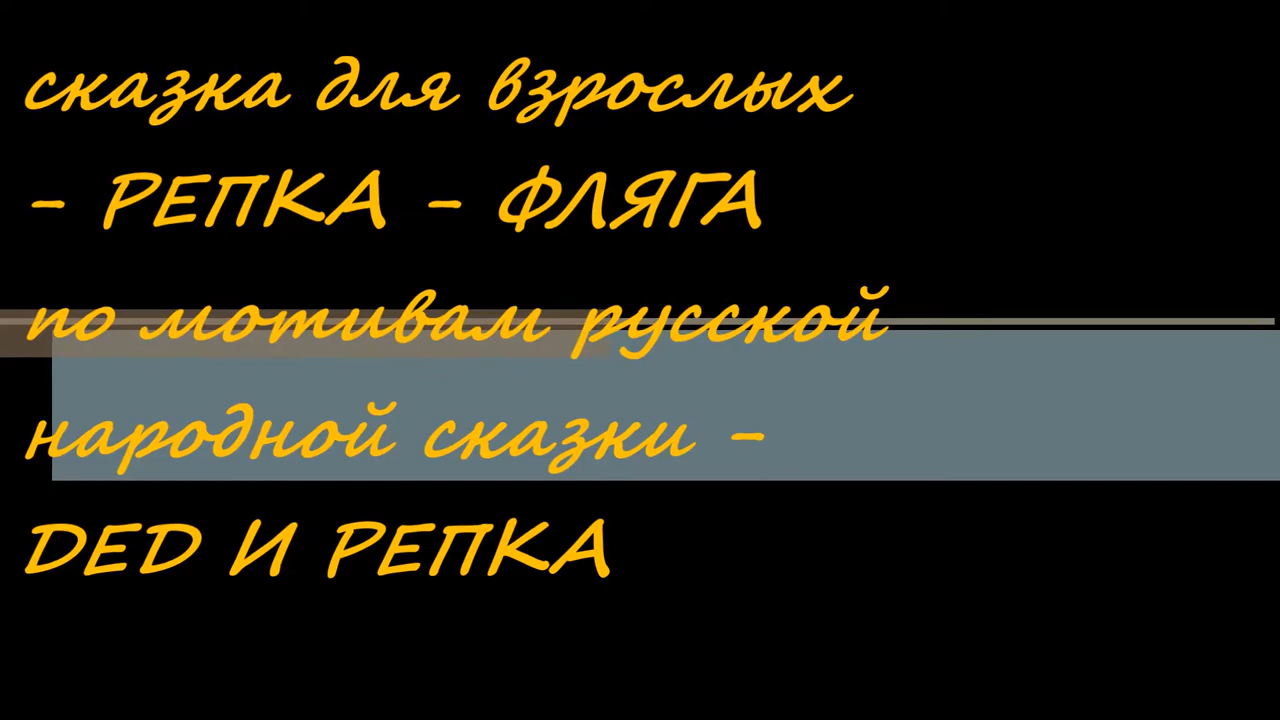 сказка для взрослых
- РЕПКА - ФЛЯГА
по мотивам русской
народной сказки -
DED И РЕПКА